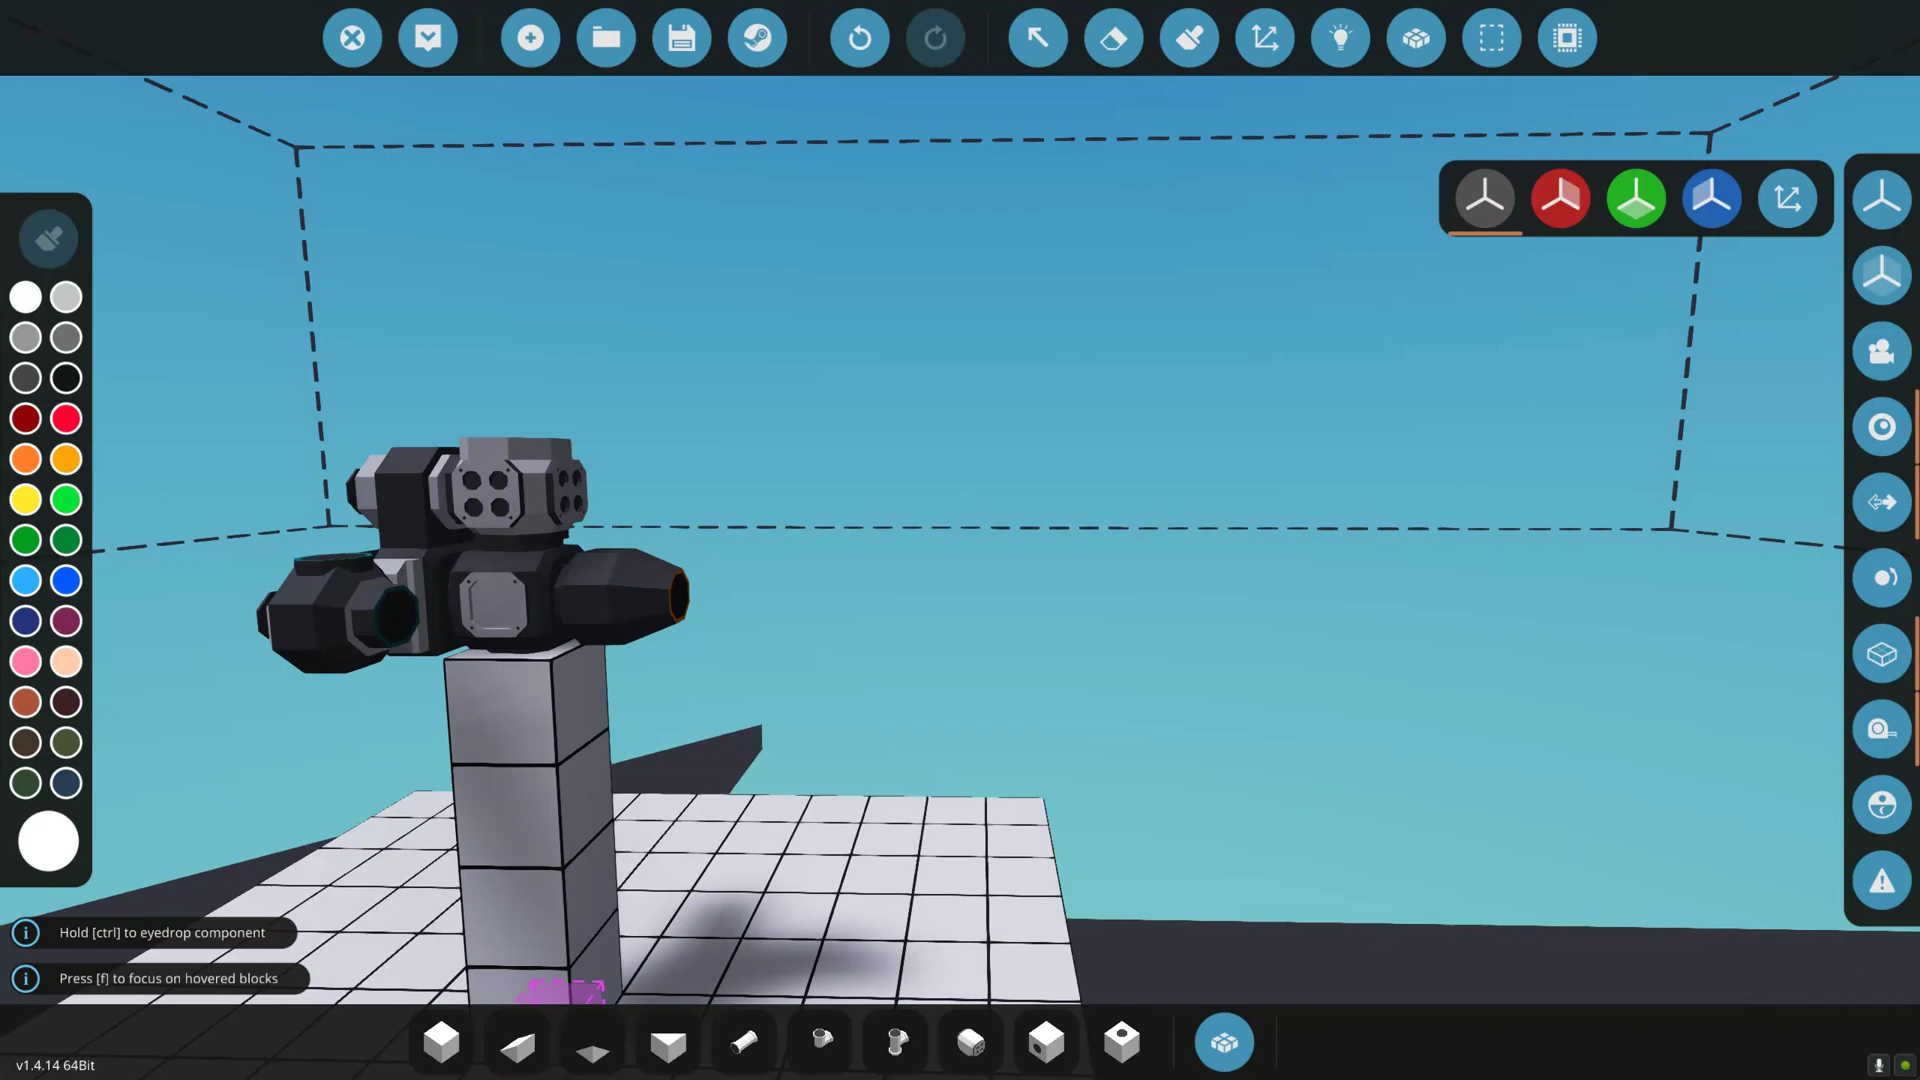 Hold [ctrl] to eyedrop component
Press [f] to focus on hovered blocks
v1.4.14 64Bit